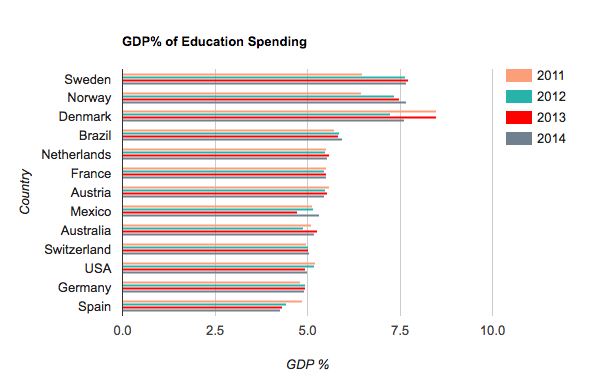 GDP% of Education Spending
Sweden
Norway
Denmark
Brazil
Netherlands
France
Austria
Mexico
Australia
Switzerland
USA
Germany
Spain
Country
0.0 2.5 5.0 7.5 10.0
GDP %
2011
2012
2013
2014